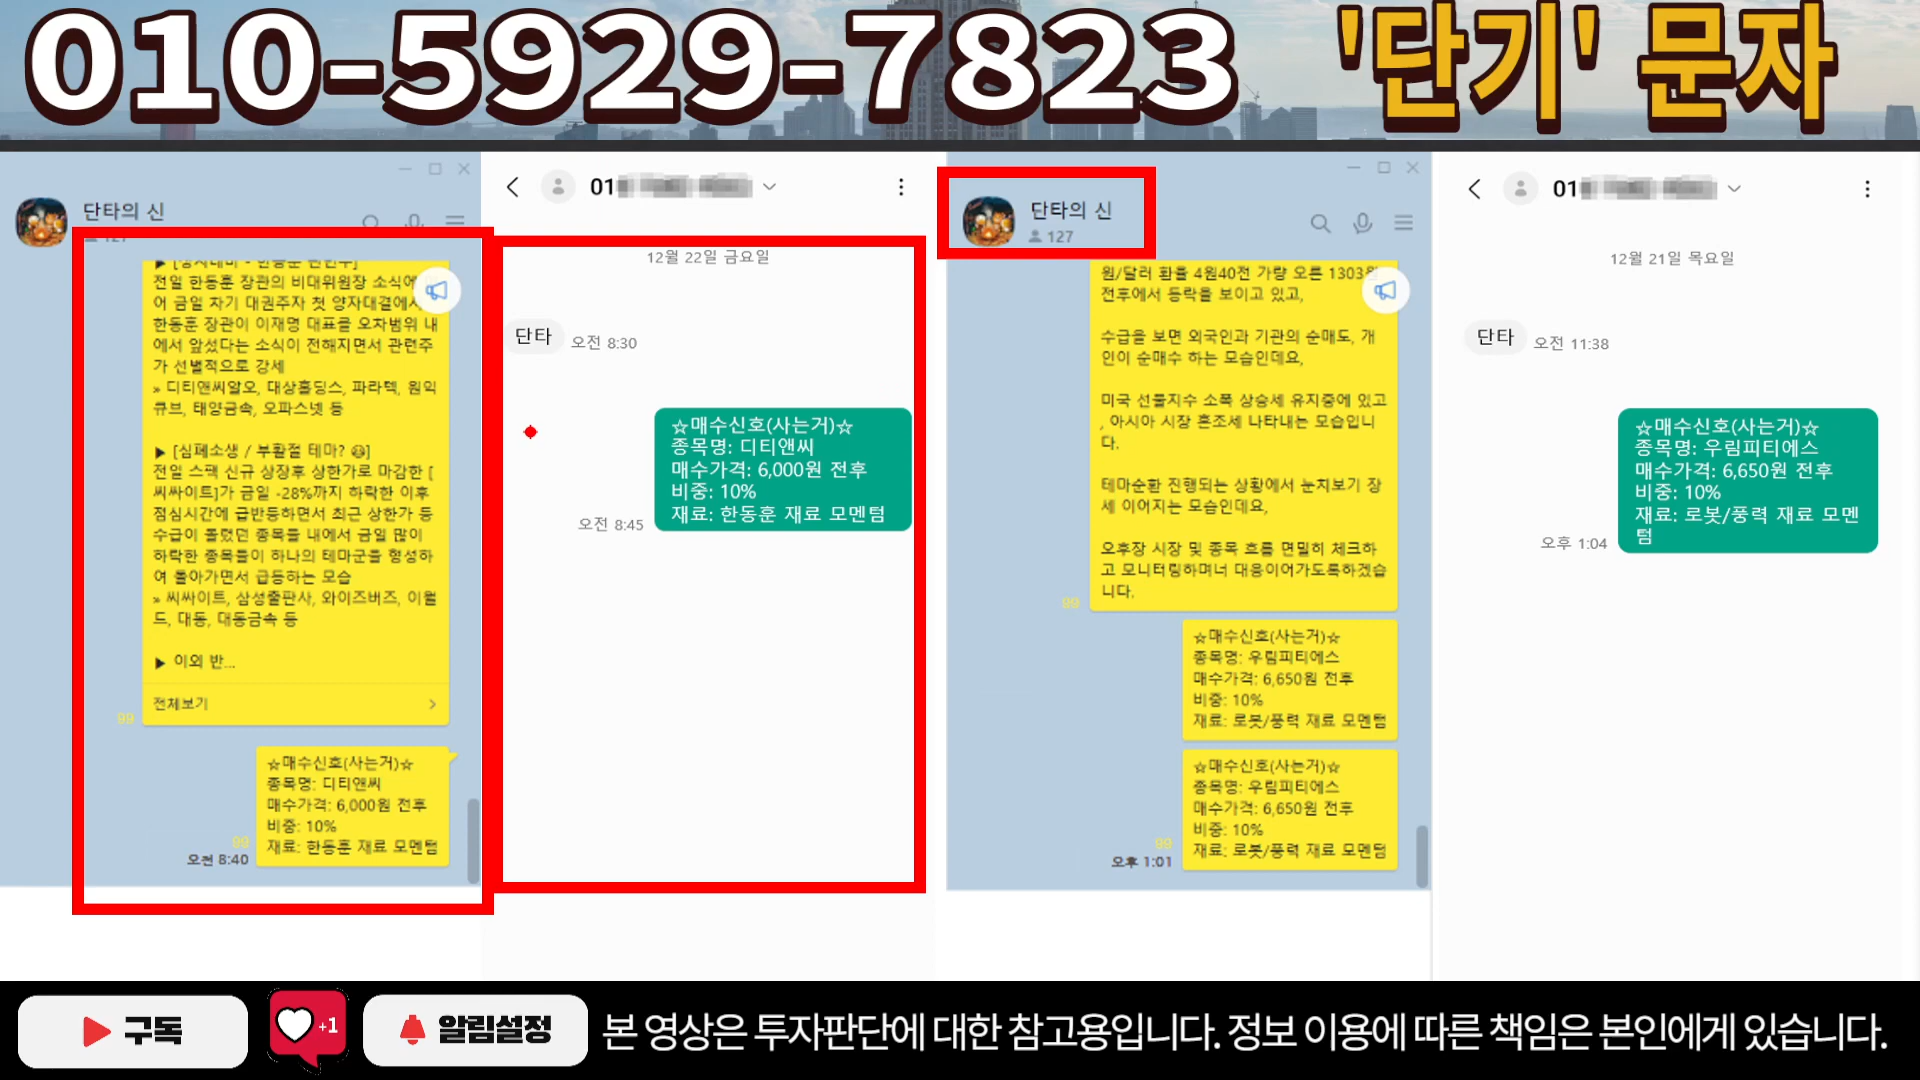 010-5929-7823 '단기' 문자
단타의 신
전일 한동훈 장관의 비대위원장 소식에
어 금일 차기 대권주자 첫 양자대결에서
한동훈 장관이 이재명 대표를 오차범위 내
에서 앞섰다는 소식이 전해지면서 관련주
가 선별적으로 강세
» 디티앤씨알오, 대상홀딩스, 파라텍, 원익
큐브, 태양금속, 오파스넷 등
▶ [심폐소생 / 부활절 테마? ]
전일 스팩 신규 상장후 상한가로 마감한 [
씨싸이트]가 금일 -28%까지 하락한 이후
점심시간에 급반등하면서 최근 상한가 등
수급이 몰렸던 종목들 내에서 금일 많이
하락한 종목들이 하나의 테마군을 형성하
여 돌아가면서 급등하는 모습
» 씨싸이트, 삼성출판사, 와이즈버즈, 이월
드, 대동, 대동금속 등
▶ 이외 반...
전체보기
99
☆매수신호(사는거)☆
종목명: 디티앤씨
매수가격: 6,000원 전후
비중: 10%
재료: 한동훈 재료 모멘텀
99
오전 8:40
01
12월 22일 금요일
단타
오전 8:30
☆매수신호(사는거)☆
종목명: 디티앤씨
매수가격: 6,000원 전후
비중: 10%
재료: 한동훈 재료 모멘텀
오전 8:45
단타의 신
127
원/달러 환율 4원40전 가량 오른 1303원
전후에서 등락을 보이고 있고,
수급을 보면 외국인과 기관의 순매도, 개
인이 순매수 하는 모습인데요,
미국 선물지수 소폭 상승세 유지중에 있고
, 아시아 시장 혼조세 나타내는 모습입니
다.
테마순환 진행되는 상황에서 눈치보기 장
세 이어지는 모습인데요,
오후장 시장 및 종목 흐름 면밀히 체크하
고 모니터링하며너 대응이어가도록하겠습
니다.
99
☆매수신호(사는거)☆
종목명: 우림피티에스
매수가격: 6,650원 전후
비중: 10%
재료: 로봇/풍력 재료 모멘텀
☆매수신호(사는거)☆
종목명: 우림피티에스
매수가격: 6,650원 전후
비중: 10%
재료: 로봇/풍력 재료 모멘텀
99
오후 1:01
01
12월 21일 목요일
단타
오전 11:38
☆매수신호(사는거)☆
종목명: 우림피티에스
매수가격: 6,650원 전후
비중: 10%
재료: 로봇/풍력 재료 모멘
텀
오후 1:04
구독
+1
알림설정
본 영상은 투자판단에 대한 참고용입니다. 정보 이용에 따른 책임은 본인에게 있습니다.